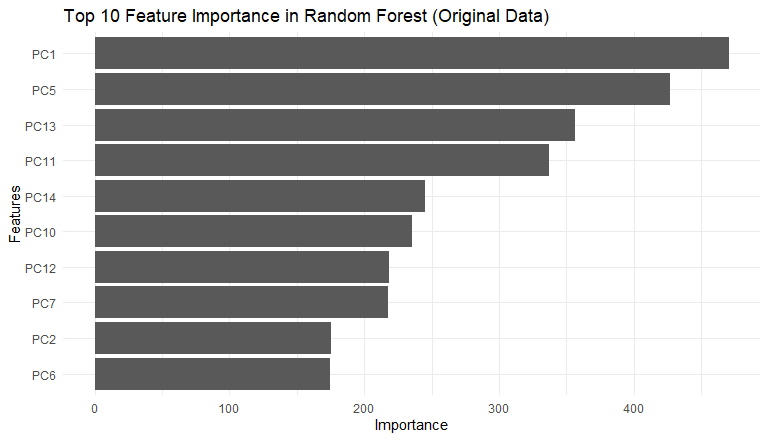 Top 10 Feature Importance in Random Forest (Original Data)
Features
PC1
PC5
PC13
PC11
PC14
PC10
PC12
PC7
PC2
PC6
0 100 200 300 400
Importance